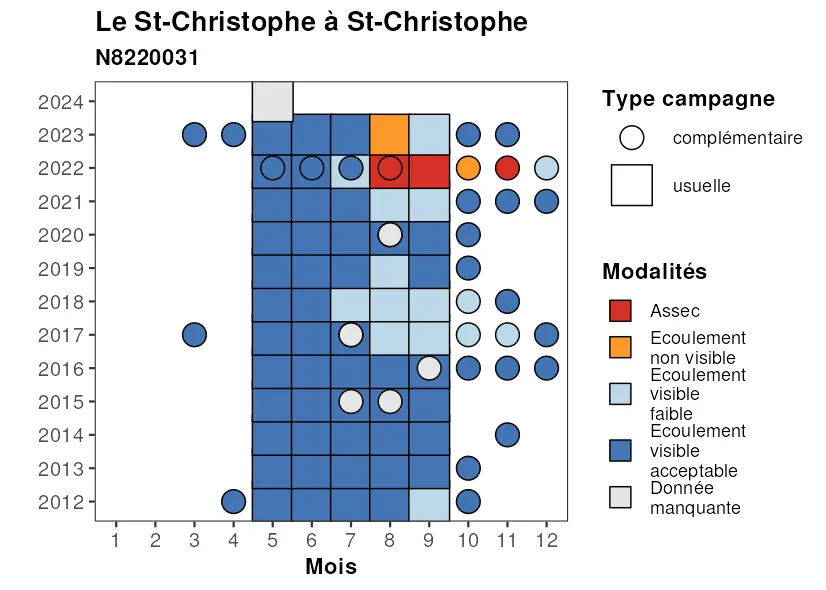 Le St-Christophe à St-Christophe
N8220031
2024
2023
2022
2021
2020
2019
2018
2017
2016
2015
2014
2013
2012
1 2 3 4 5 6 7 8 9 10 11 12
Mois
Type campagne
complémentaire
usuelle
Modalités
Assec
Ecoulement
non visible
Ecoulement
visible
faible
Ecoulement
visible
acceptable
Donnée
manquante